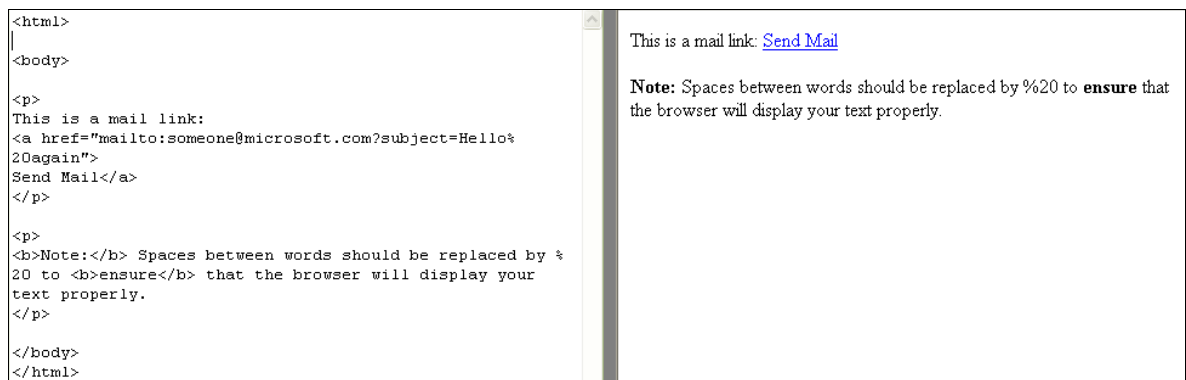 <html>
<body>
<p>
This is a mail link:
<a href="mailto:someone@microsoft.com?subject=Hello%
20again">
Send Mail</a>
</p>
<p>
<b>Note:</b> Spaces between words should be replaced by %
20 to <b>ensure</b> that the browser will display your
text properly.
</p>
</body>
</html>
This is a mail link: Send Mail
Note: Spaces between words should be replaced by %20 to ensure that
the browser will display your text properly.